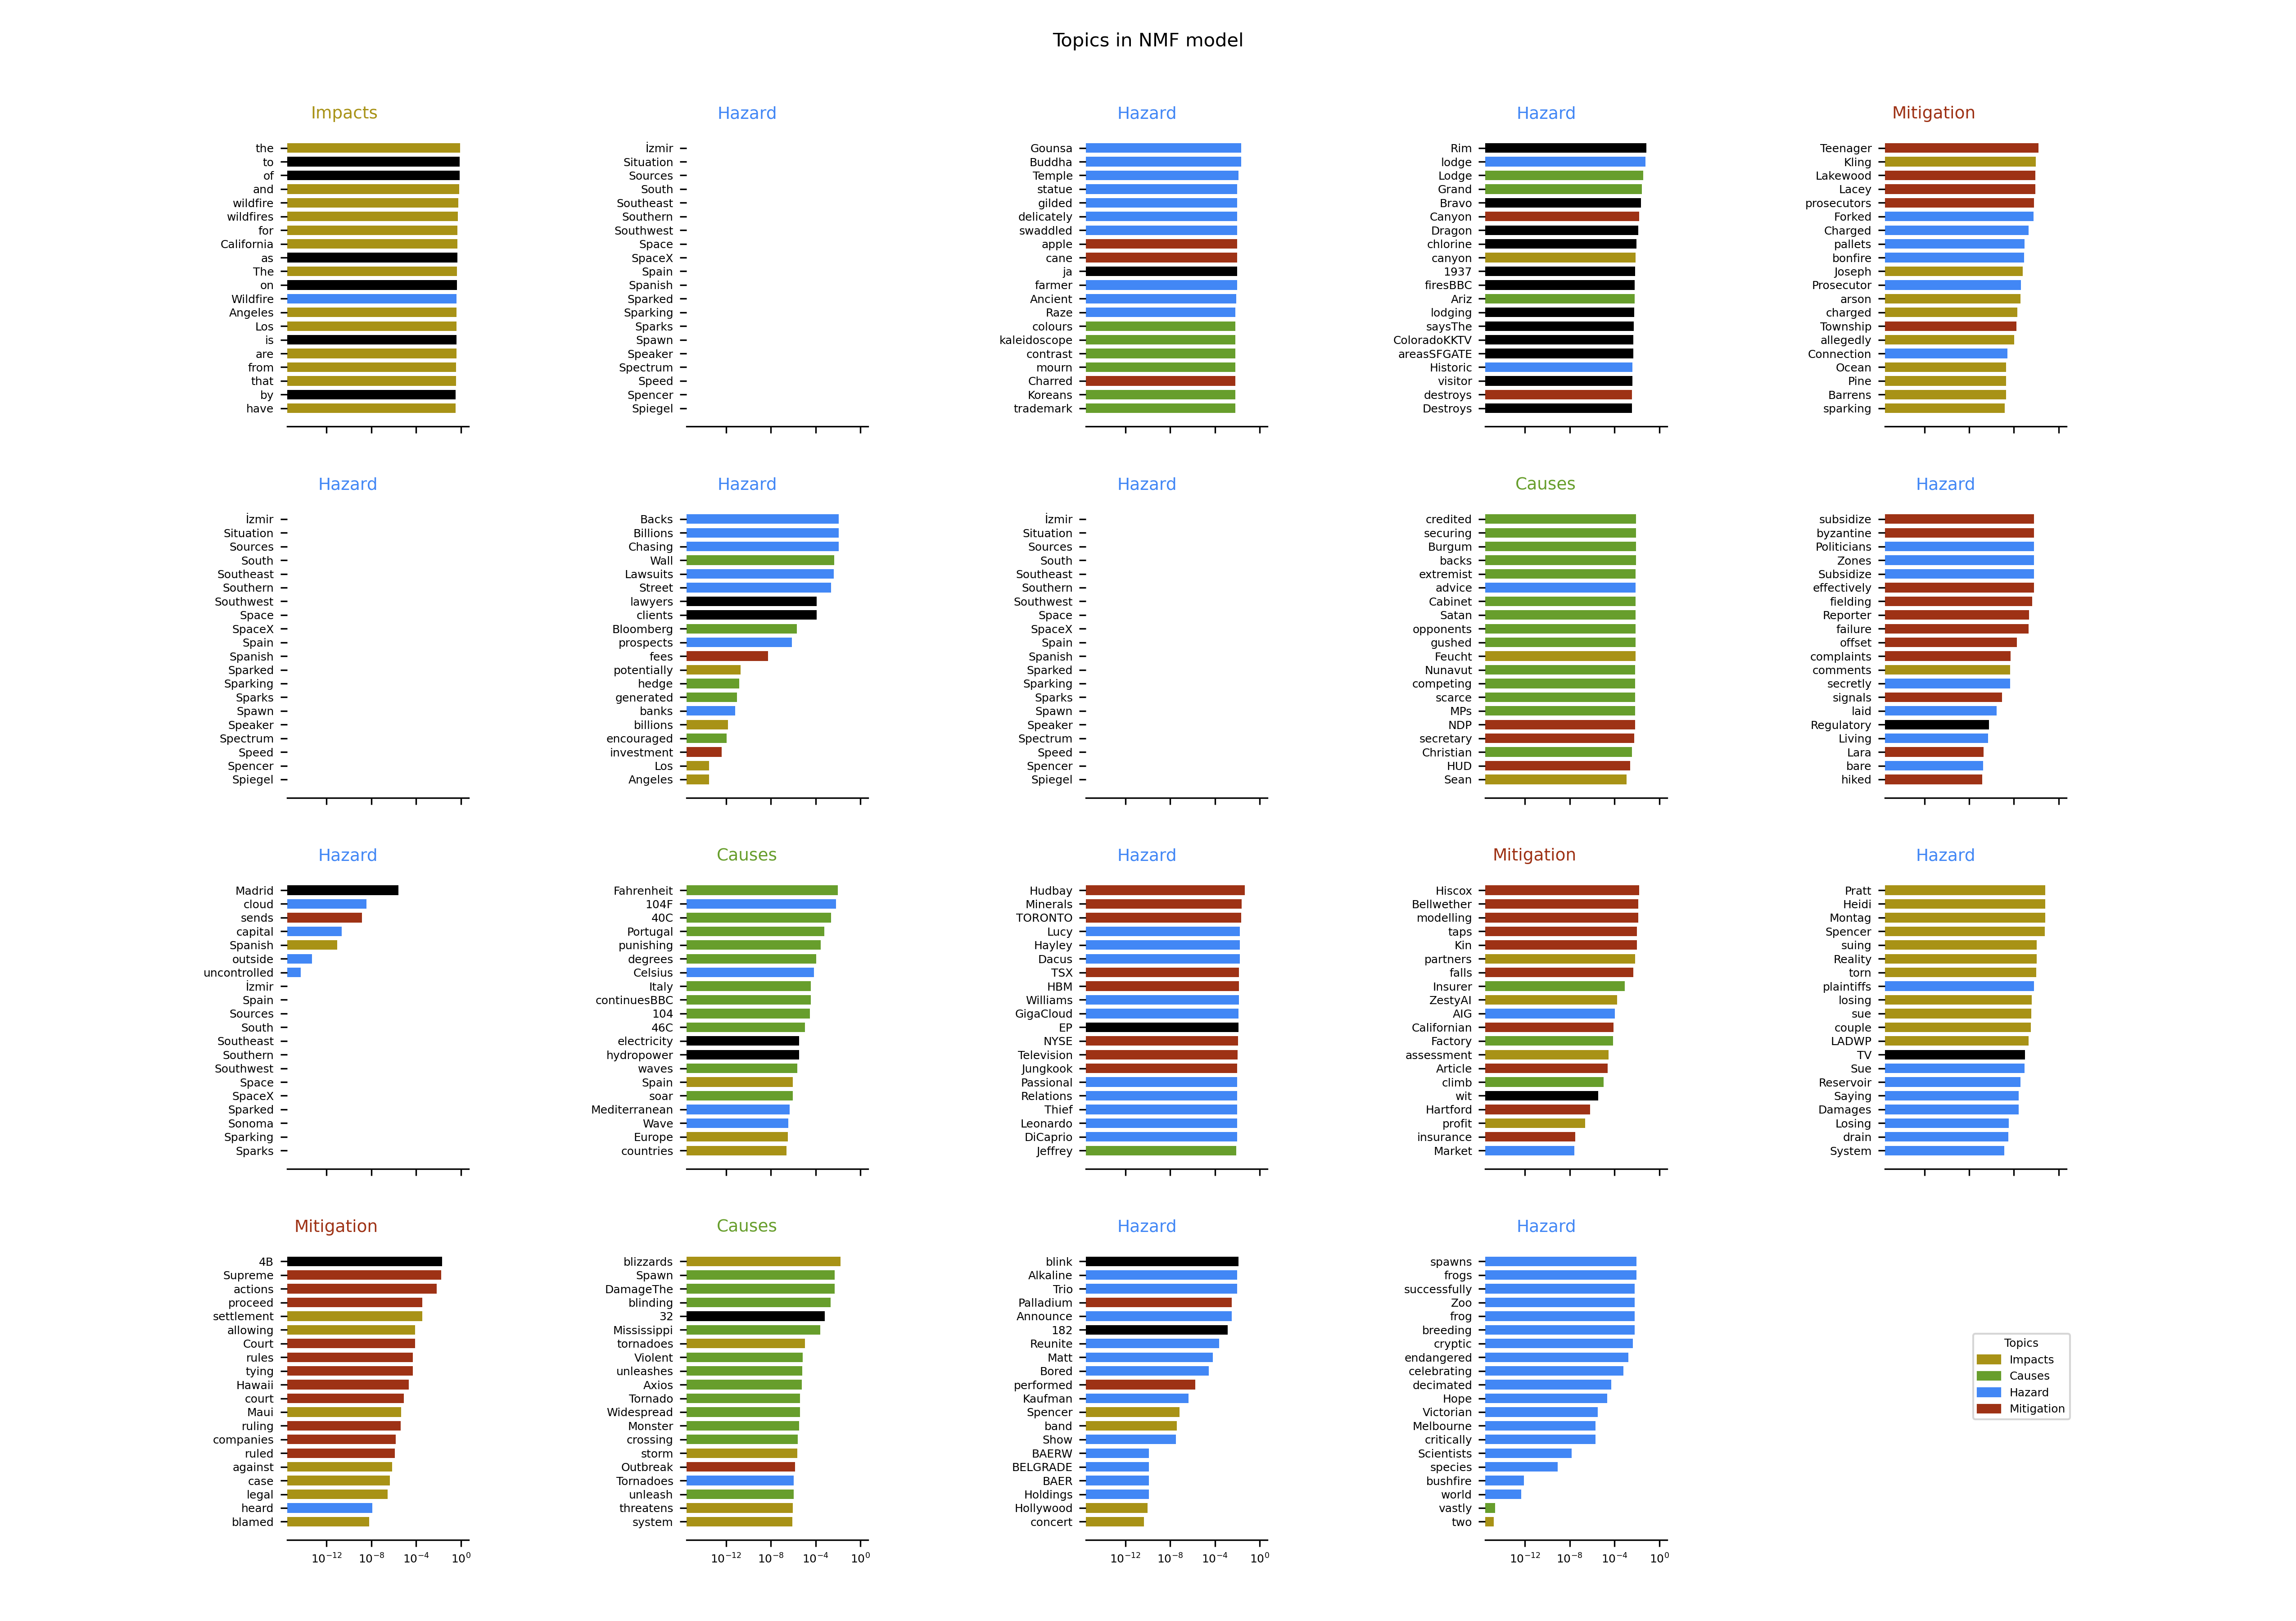 Topics in NMF model
Impacts
the
to
of
and
wildfire
wildfires
for
California
as
The
on
Wildfire
Angeles
Los
is
are
from
that
by
have
Hazard
İzmir
Situation
Sources
South
Southeast
Southern
Southwest
Space
SpaceX
Spain
Spanish
Sparked
Sparking
Sparks
Spawn
Speaker
Spectrum
Speed
Spencer
Spiegel
Hazard
Gounsa
Buddha
Temple
statue
gilded
delicately
swaddled
apple
cane
ja
farmer
Ancient
Raze
colours
kaleidoscope
contrast
mourn
Charred
Koreans
trademark
Hazard
Rim
lodge
Lodge
Grand
Bravo
Canyon
Dragon
chlorine
canyon
1937
firesBBC
Ariz
lodging
saysThe
ColoradoKKTV
areasSFGATE
Historic
visitor
destroys
Destroys
Mitigation
Teenager
Kling
Lakewood
Lacey
prosecutors
Forked
Charged
pallets
bonfire
Joseph
Prosecutor
arson
charged
Township
allegedly
Connection
Ocean
Pine
Barrens
sparking
Hazard
İzmir
Situation
Sources
South
Southeast
Southern
Southwest
Space
SpaceX
Spain
Spanish
Sparked
Sparking
Sparks
Spawn
Speaker
Spectrum
Speed
Spencer
Spiegel
Hazard
Backs
Billions
Chasing
Wall
Lawsuits
Street
lawyers
clients
Bloomberg
prospects
fees
potentially
hedge
generated
banks
billions
encouraged
investment
Los
Angeles
Hazard
İzmir
Situation
Sources
South
Southeast
Southern
Southwest
Space
SpaceX
Spain
Spanish
Sparked
Sparking
Sparks
Spawn
Speaker
Spectrum
Speed
Spencer
Spiegel
Causes
credited
securing
Burgum
backs
extremist
advice
Cabinet
Satan
opponents
gushed
Feucht
Nunavut
competing
scarce
MPs
NDP
secretary
Christian
HUD
Sean
Hazard
subsidize
byzantine
Politicians
Zones
Subsidize
effectively
fielding
Reporter
failure
offset
complaints
comments
secretly
signals
laid
Regulatory
Living
Lara
bare
hiked
Hazard
Madrid
cloud
sends
capital
Spanish
outside
uncontrolled
İzmir
Spain
Sources
South
Southeast
Southern
Southwest
Space
SpaceX
Sparked
Sonoma
Sparking
Sparks
Causes
Fahrenheit
104F
40C
Portugal
punishing
degrees
Celsius
Italy
continuesBBC
104
46C
electricity
hydropower
waves
Spain
soar
Mediterranean
Wave
Europe
countries
Hazard
Hudbay
Minerals
TORONTO
Lucy
Hayley
Dacus
TSX
HBM
Williams
GigaCloud
EP
NYSE
Television
Jungkook
Passional
Relations
Thief
Leonardo
DiCaprio
Jeffrey
Mitigation
Hiscox
Bellwether
modelling
taps
Kin
partners
falls
Insurer
ZestyAI
AIG
Californian
Factory
assessment
Article
climb
wit
Hartford
profit
insurance
Market
Hazard
Pratt
Heidi
Montag
Spencer
suing
Reality
torn
plaintiffs
losing
sue
couple
LADWP
TV
Sue
Reservoir
Saying
Damages
Losing
drain
System
Mitigation
4B
Supreme
actions
proceed
settlement
allowing
Court
rules
tying
Hawaii
court
Maui
ruling
companies
ruled
against
case
legal
heard
blamed
10⁻¹² 10⁻⁸ 10⁻⁴ 10⁰
Causes
blizzards
Spawn
DamageThe
blinding
32
Mississippi
tornadoes
Violent
unleashes
Axios
Tornado
Widespread
Monster
crossing
storm
Outbreak
Tornadoes
unleash
threatens
system
10⁻¹² 10⁻⁸ 10⁻⁴ 10⁰
Hazard
blink
Alkaline
Trio
Palladium
Announce
182
Reunite
Matt
Bored
performed
Kaufman
Spencer
band
Show
BAERW
BELGRADE
BAER
Holdings
Hollywood
concert
10⁻¹² 10⁻⁸ 10⁻⁴ 10⁰
Hazard
spawns
frogs
successfully
Zoo
frog
breeding
cryptic
endangered
celebrating
decimated
Hope
Victorian
Melbourne
critically
Scientists
species
bushfire
world
vastly
two
10⁻¹² 10⁻⁸ 10⁻⁴ 10⁰
Topics
Impacts
Causes
Hazard
Mitigation